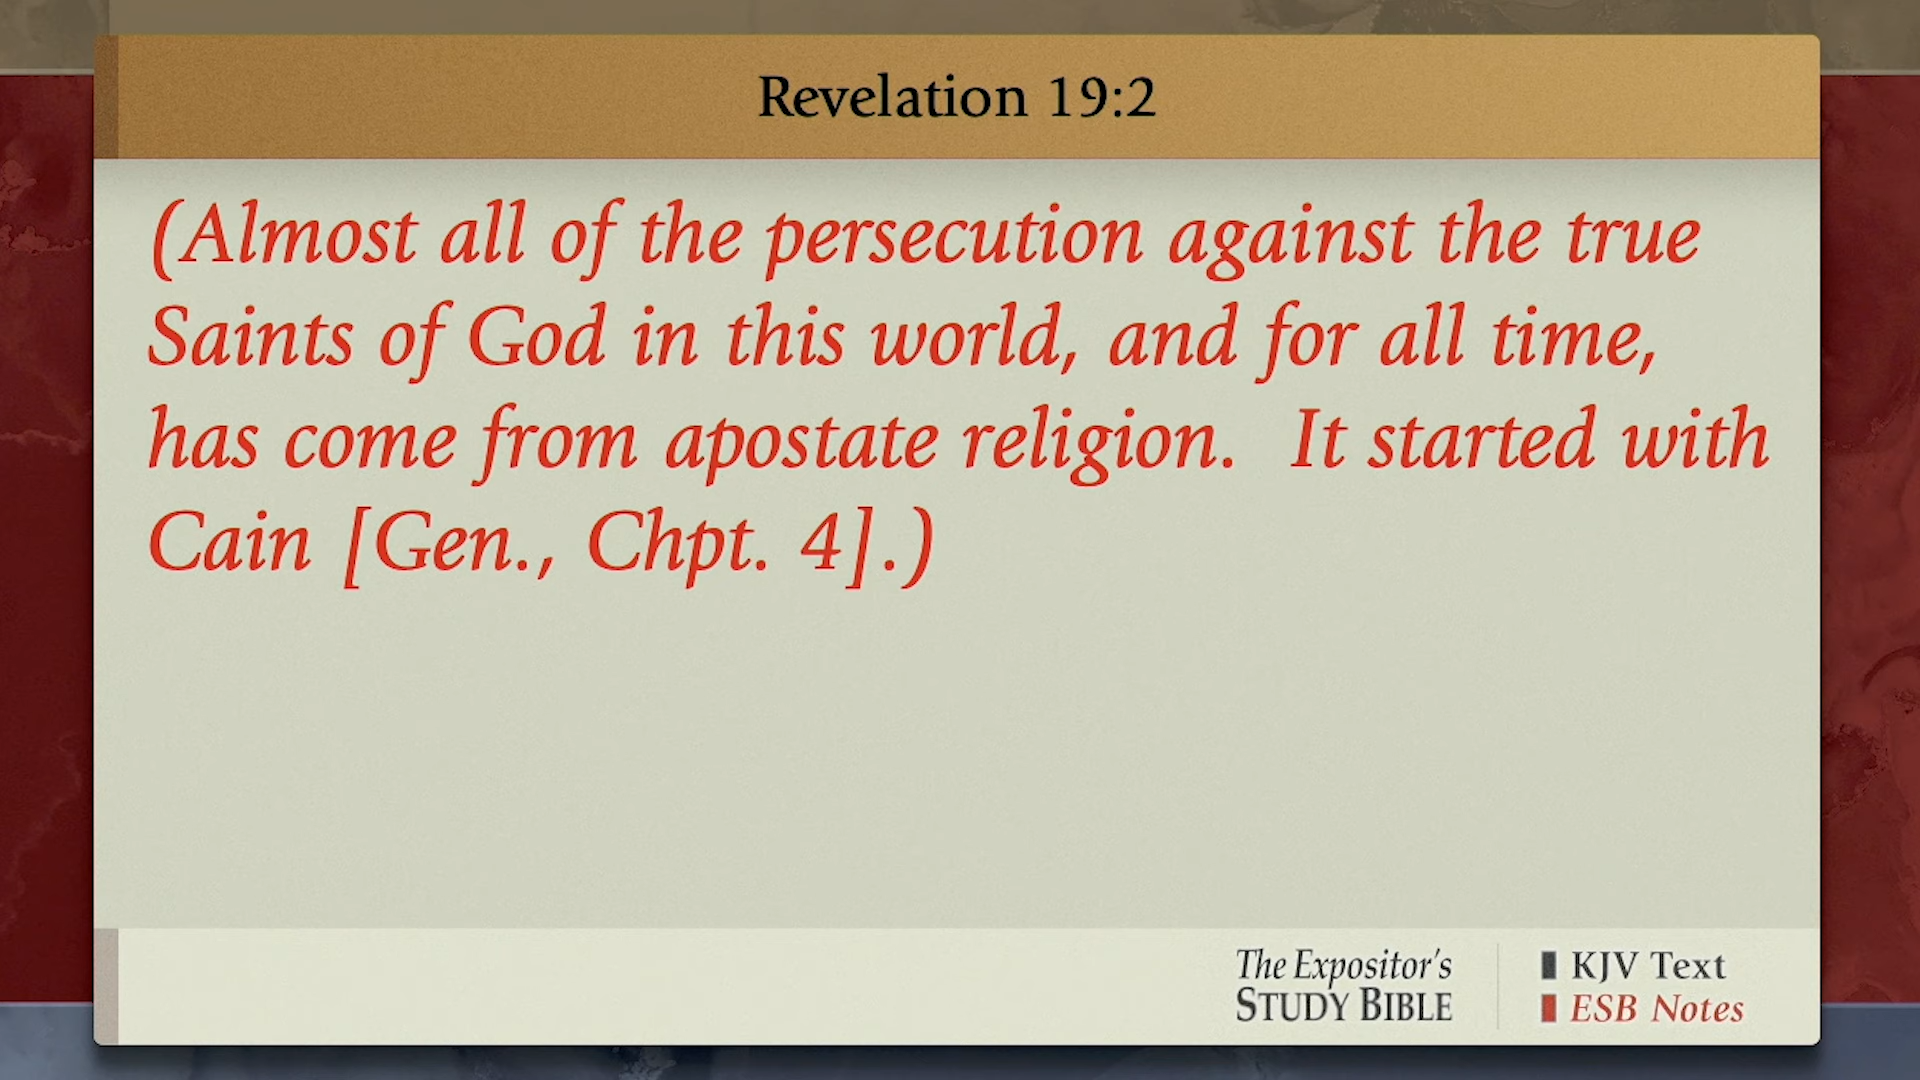 Revelation 19:2
(Almost all of the persecution against the true
Saints of God in this world, and for all time,
has come from apostate religion.  It started with
Cain [Gen., Chpt. 4].)
The Expositor's
STUDY BIBLE
KJV Text
ESB Notes